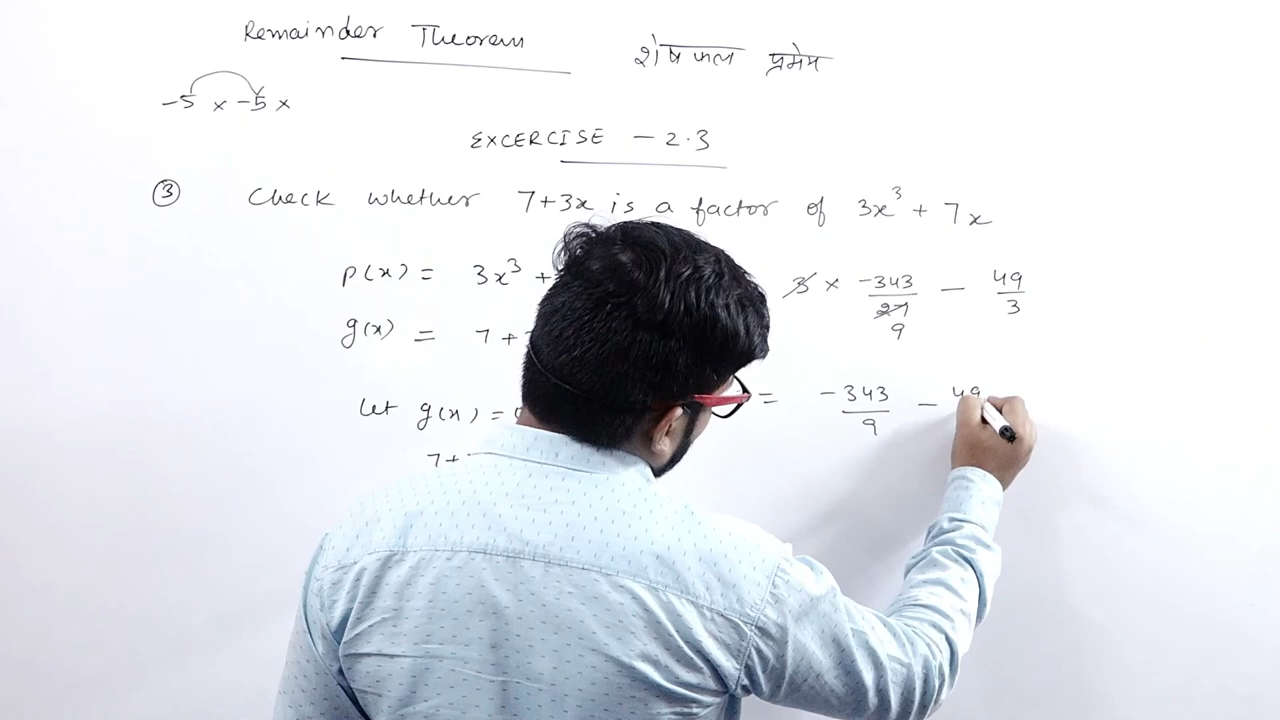 Remainder Theorem शेषफल प्रमेय
-5 x -5 x
EXCERCISE - 2.3
③ Check whether 7+3x is a factor of 3x³ + 7x
p(x) = 3x³ +
g(x) = 7 +
Let g(x) =
7+
3 × -343/27 - 49/3
9
= -343/9 - 49